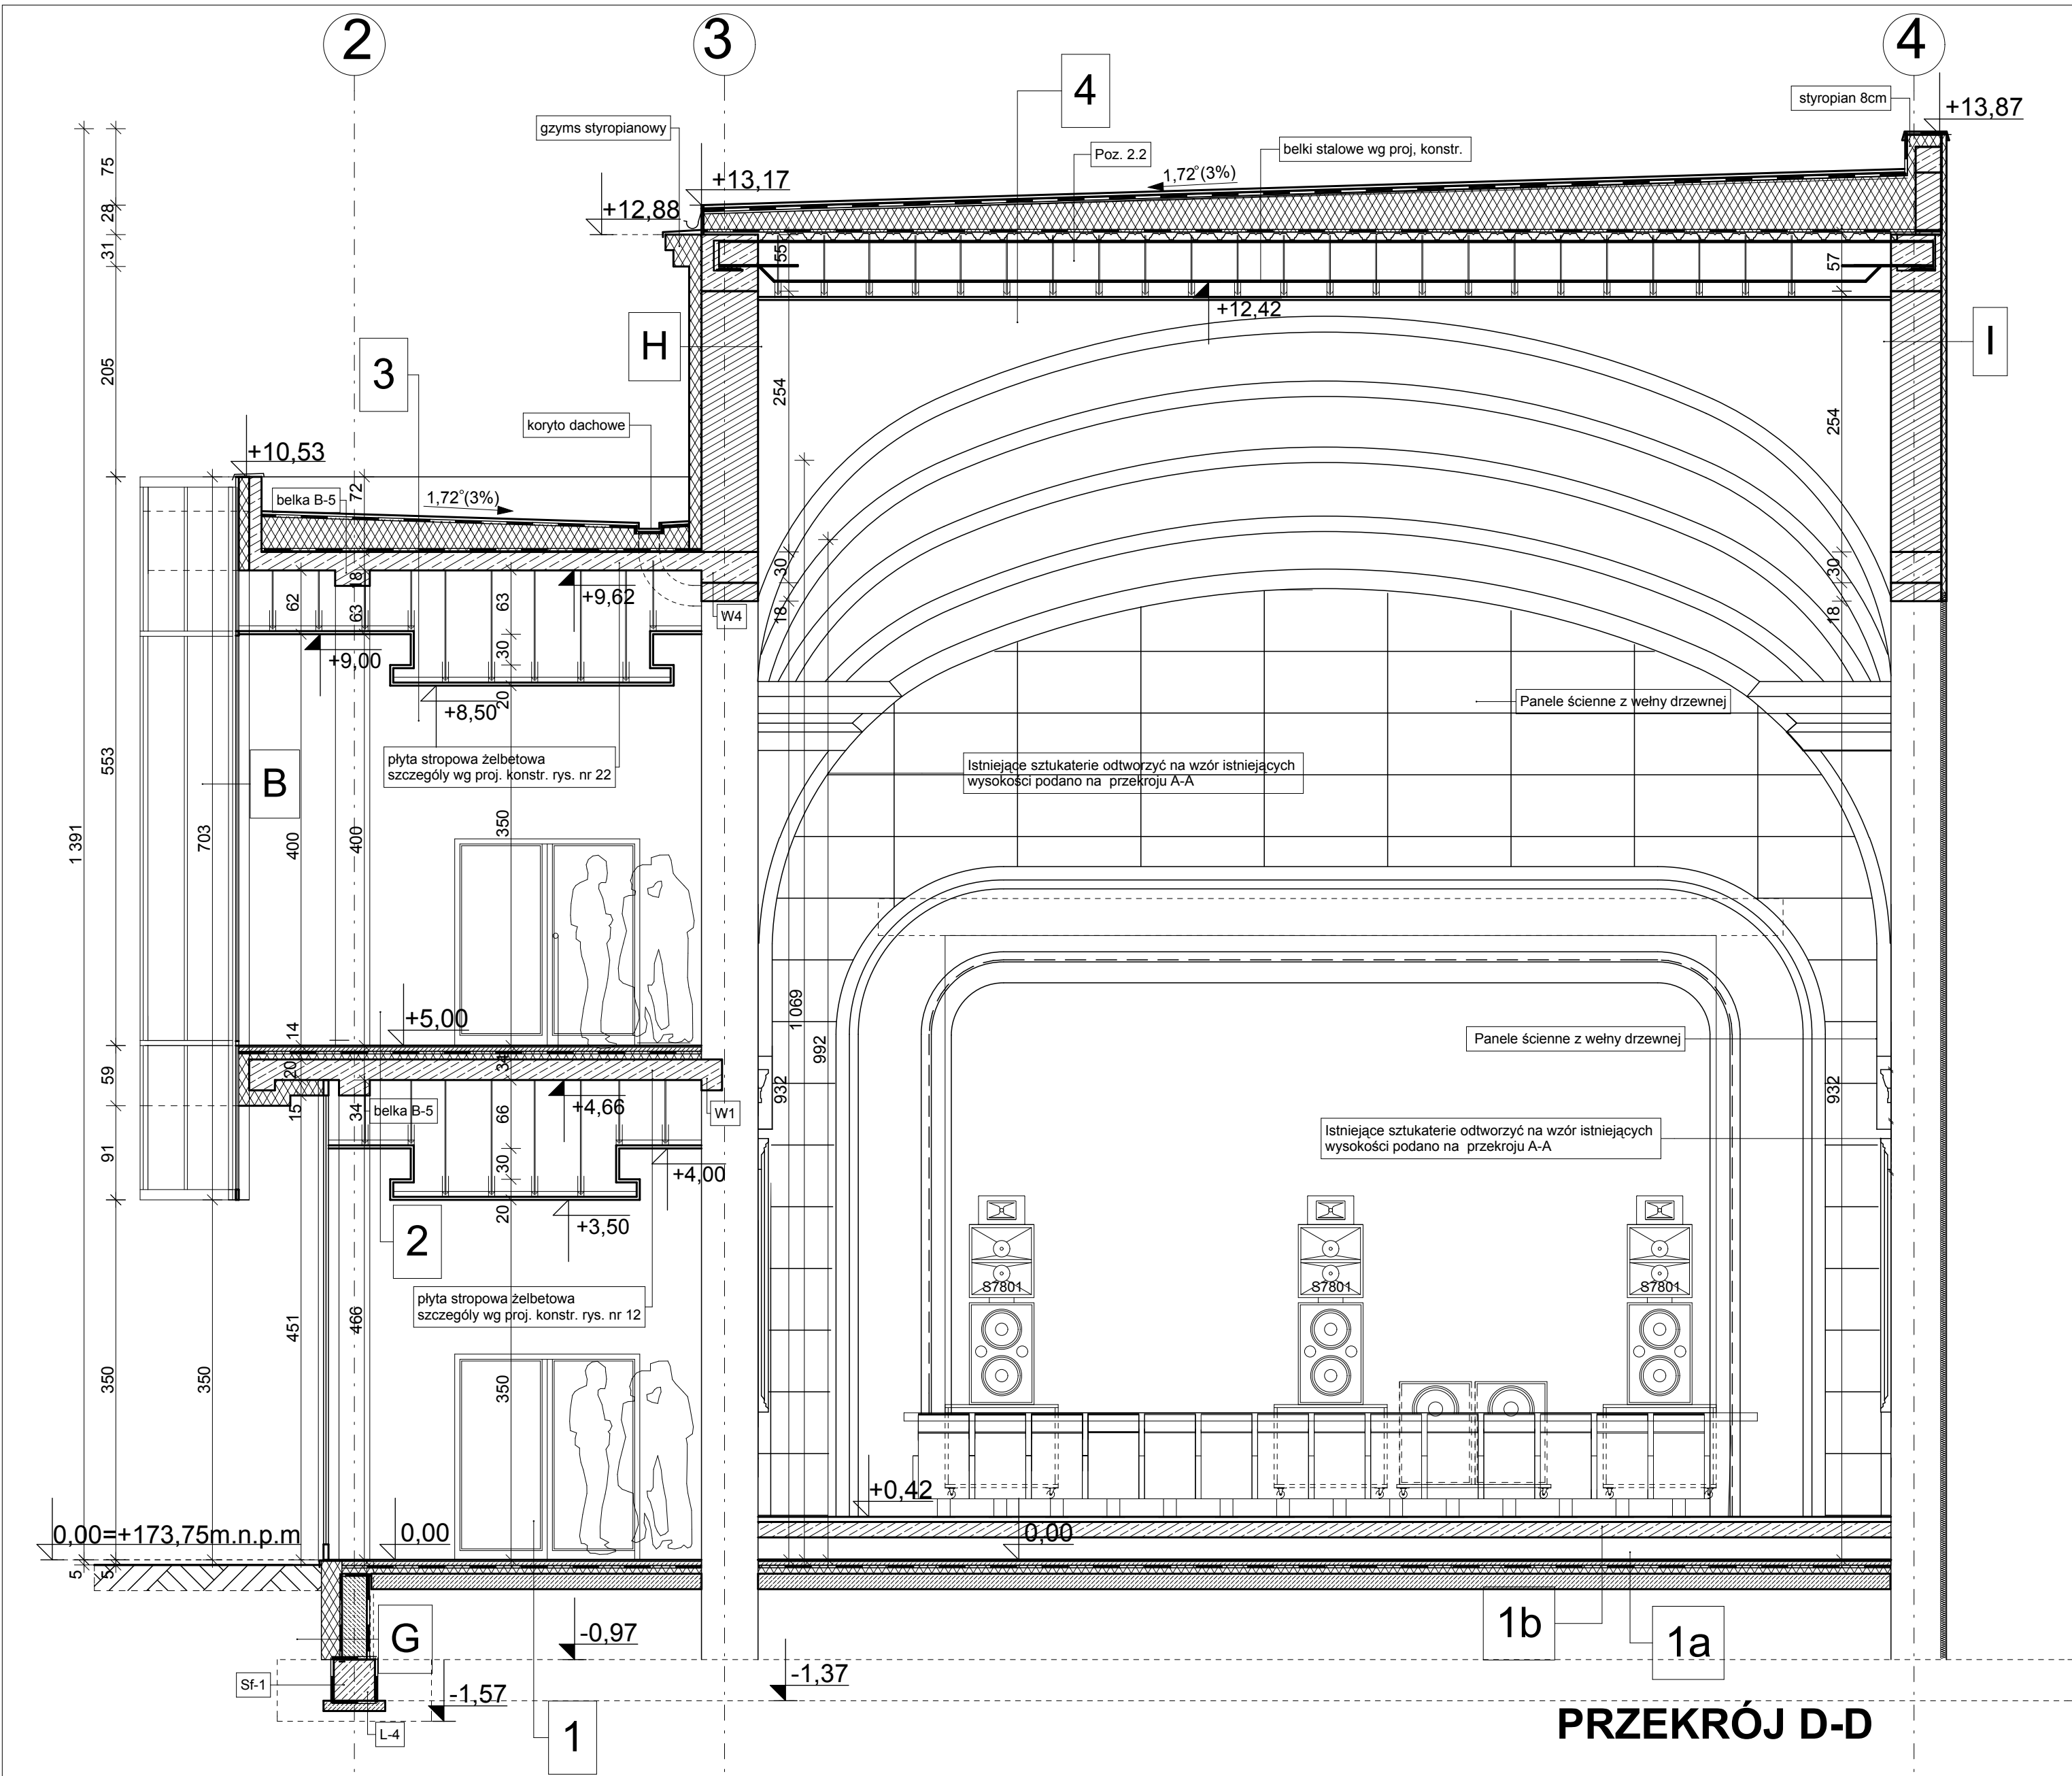 2
3
4
4
styropian 8cm
+13,87
gzyms styropianowy
Poz. 2.2
belki stalowe wg proj, konstr.
1,72°(3%)
+13,17
+12,88
75
28
31
55
57
+12,42
H
I
3
205
254
254
koryto dachowe
+10,53
belka B-5
72
1,72°(3%)
18
62
63
63
+9,62
30
18
30
18
W4
+9,00
30
20
+8,50
Panele ścienne z wełny drzewnej
płyta stropowa żelbetowa
szczegóły wg proj. konstr. rys. nr 22
Istniejące sztukaterie odtworzyć na wzór istniejących
wysokości podano na przekroju A-A
B
553
703
400
400
350
1 391
1 069
992
932
932
+5,00
14
20
34
59
15
34
belka B-5
66
+4,66
W1
Panele ścienne z wełny drzewnej
91
30
+4,00
20
+3,50
2
Istniejące sztukaterie odtworzyć na wzór istniejących
wysokości podano na przekroju A-A
S7801
S7801
S7801
płyta stropowa żelbetowa
szczegóły wg proj. konstr. rys. nr 12
451
466
350
350
350
+0,42
0,00=+173,75m.n.p.m
0,00
0,00
5
5
G
-0,97
1b
1a
Sf-1
-1,57
-1,37
L-4
1
PRZEKRÓJ D-D